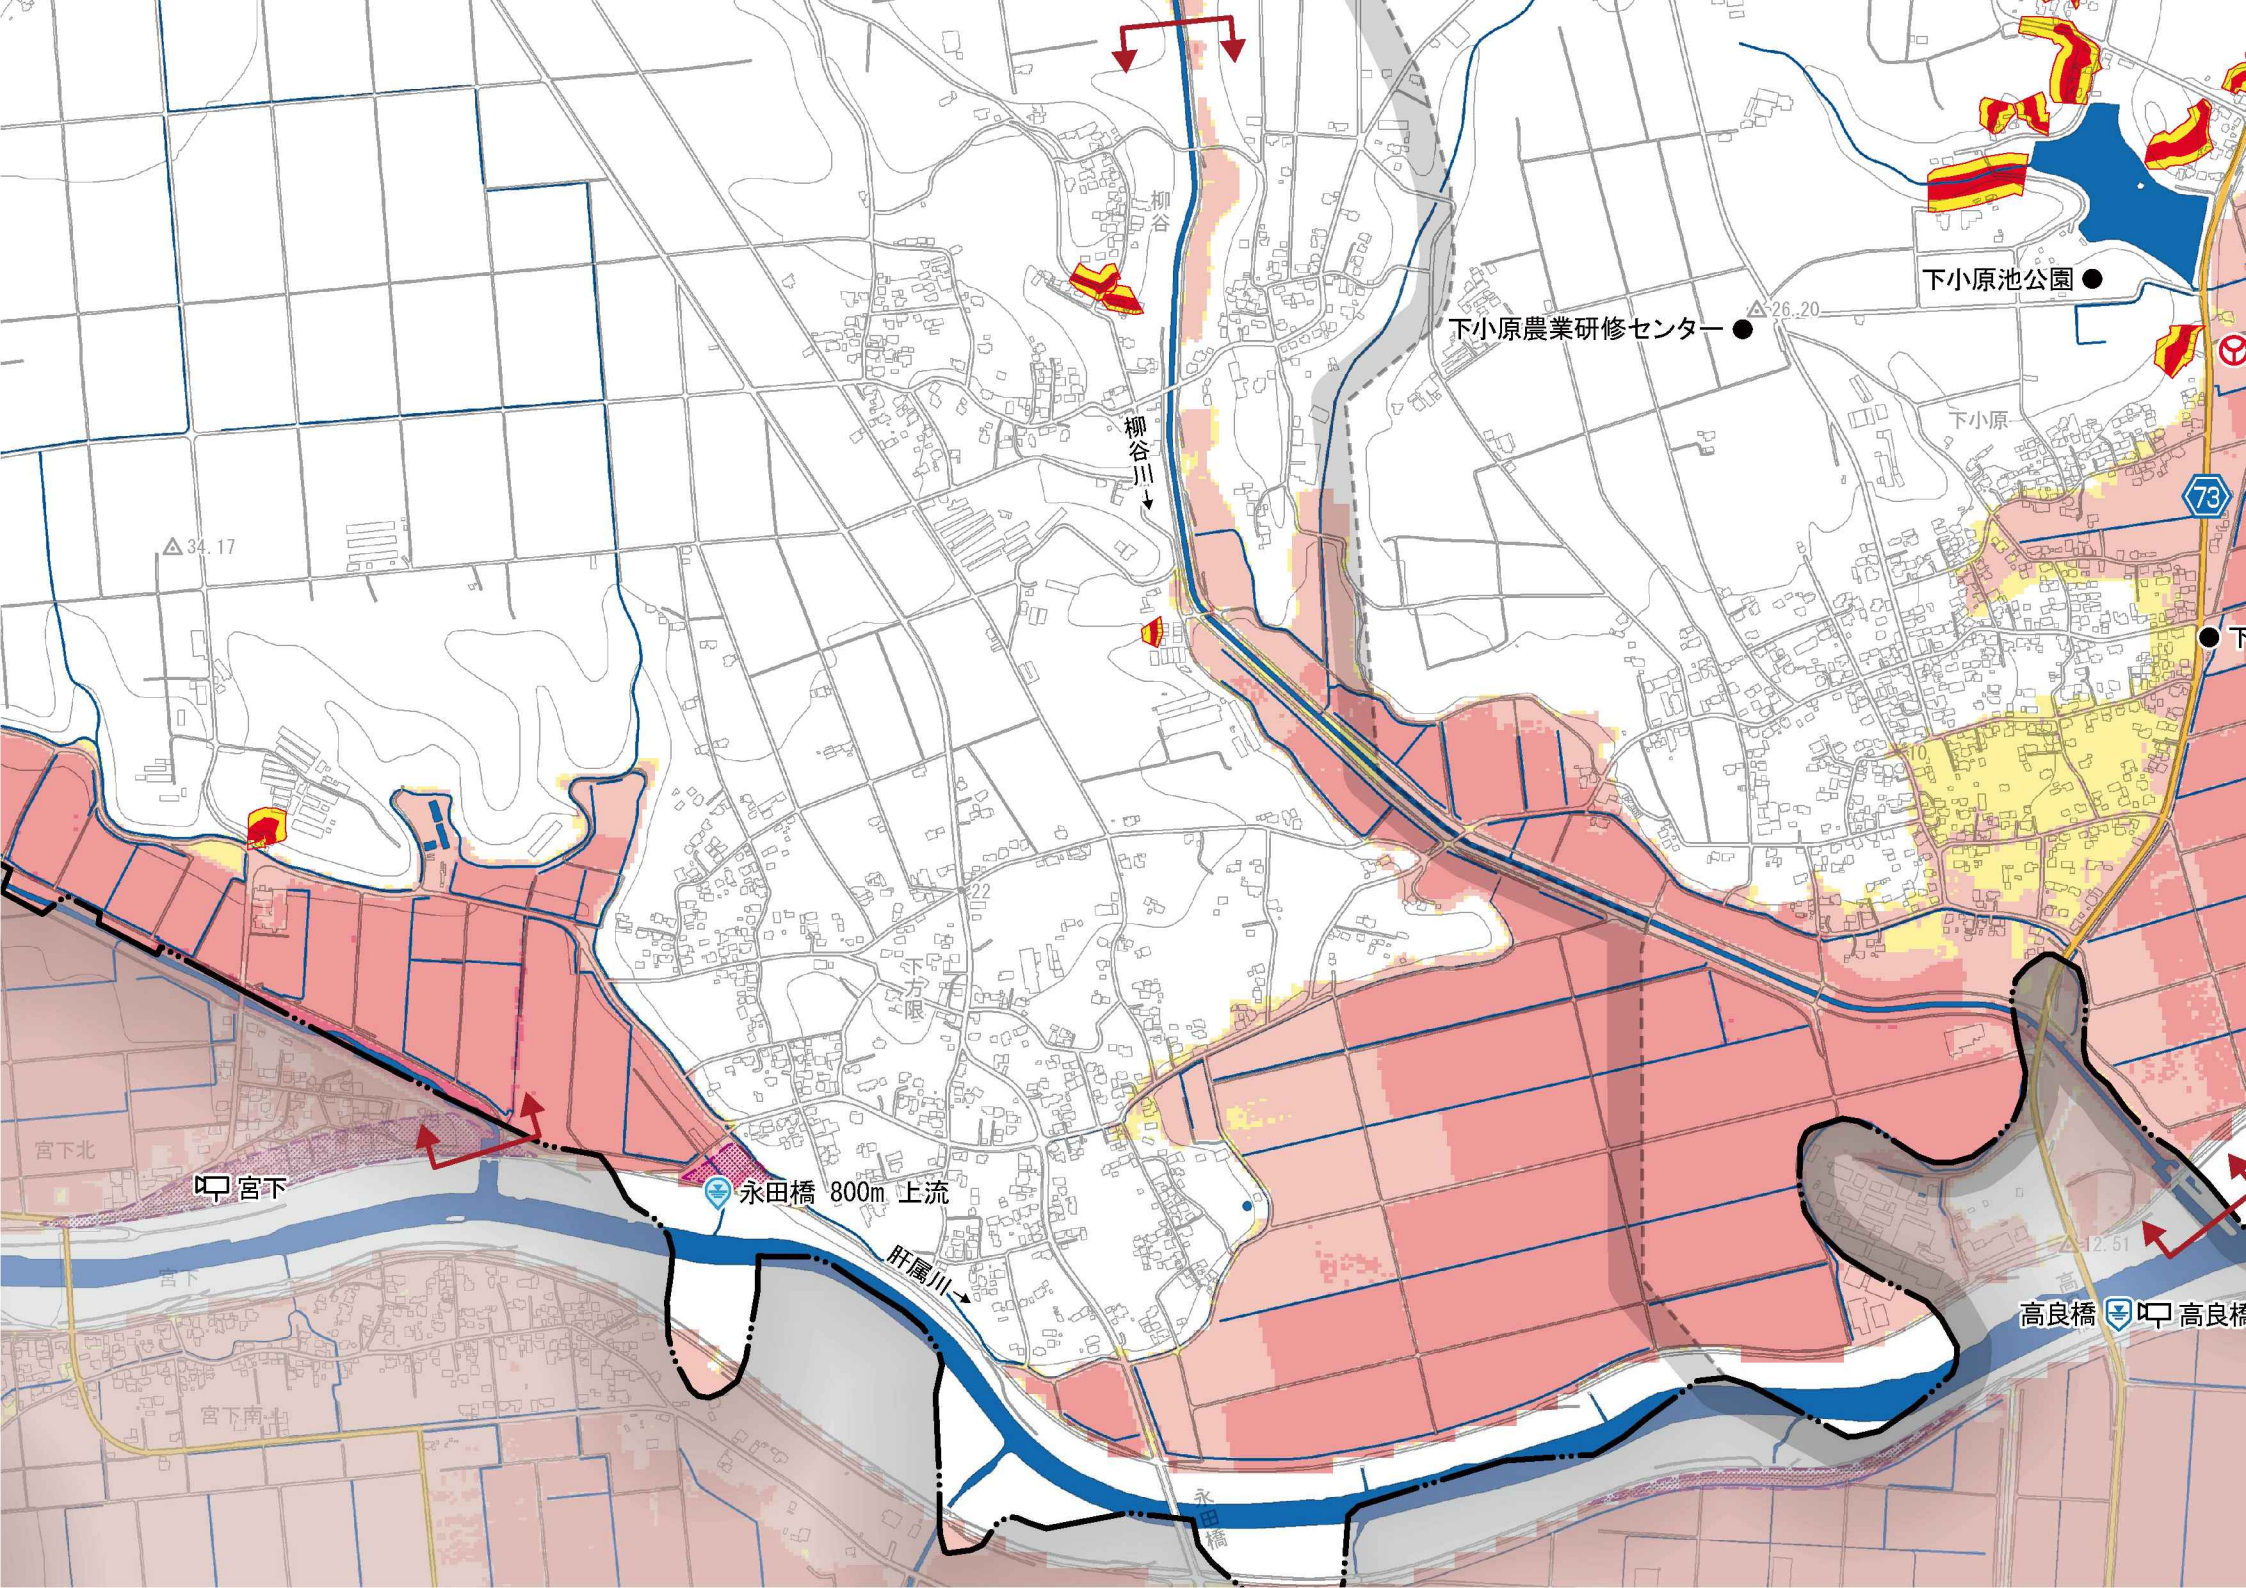 柳谷
下小原池公園
26.20
下小原農業研修センター
下小原
柳谷川
73
34.17
下
10
22
下方限
宮下北
宮下
永田橋 800m 上流
肝属川
12.51
宮下
高
高良橋
高良橋
宮下南
永田橋